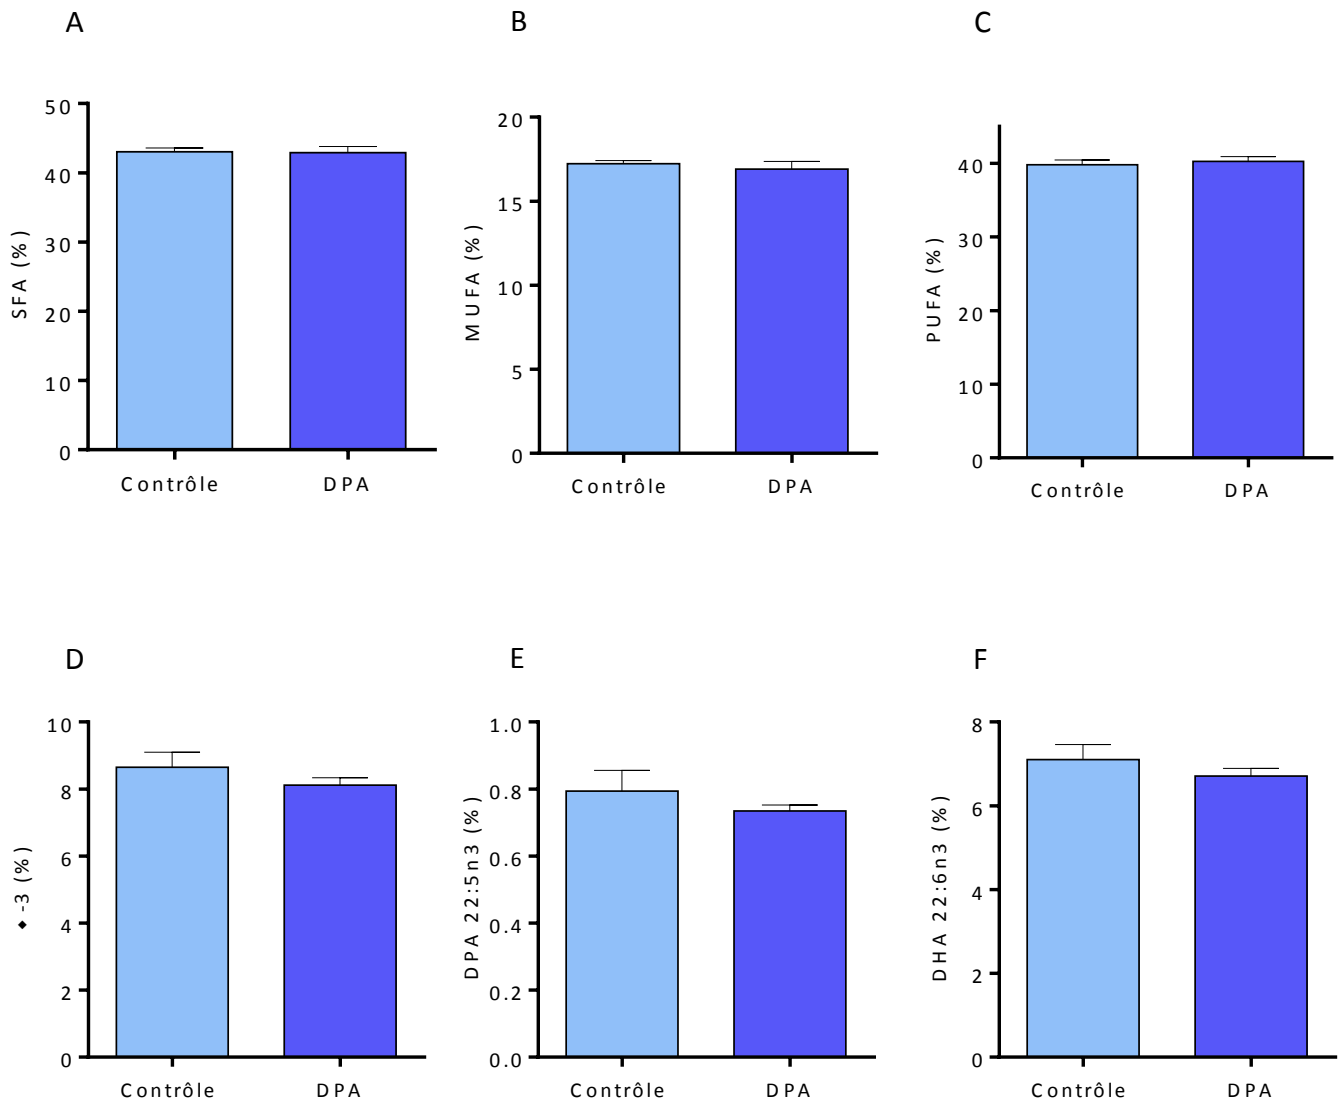 A
B
C
SFA (%)
50
40
30
20
10
0
Contrôle
DPA
MUFA (%)
20
15
10
5
0
Contrôle
DPA
PUFA (%)
40
30
20
10
0
Contrôle
DPA
D
E
F
◆-3 (%)
10
8
6
4
2
0
Contrôle
DPA
DPA 22:5n3 (%)
1.0
0.8
0.6
0.4
0.2
0.0
Contrôle
DPA
DHA 22:6n3 (%)
8
6
4
2
0
Contrôle
DPA